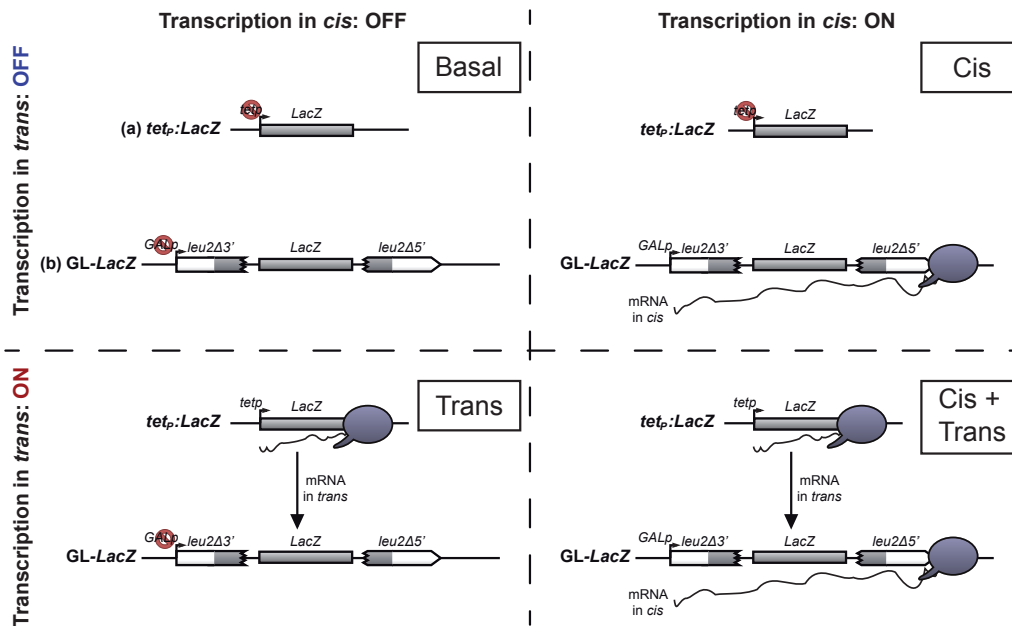 Transcription in cis: OFF
Transcription in cis: ON
Transcription in trans: OFF
Basal
tetp
LacZ
(a) tetP:LacZ
GALp
leu2Δ3’
LacZ
leu2Δ5’
(b) GL-LacZ
Cis
tetp
LacZ
tetP:LacZ
GALp
leu2Δ3’
LacZ
leu2Δ5’
GL-LacZ
mRNA
in cis
Transcription in trans: ON
Trans
tetp
LacZ
tetP:LacZ
mRNA
in trans
GALp
leu2Δ3’
LacZ
leu2Δ5’
GL-LacZ
Cis +
Trans
tetp
LacZ
tetP:LacZ
mRNA
in trans
GALp
leu2Δ3’
LacZ
leu2Δ5’
GL-LacZ
mRNA
in cis